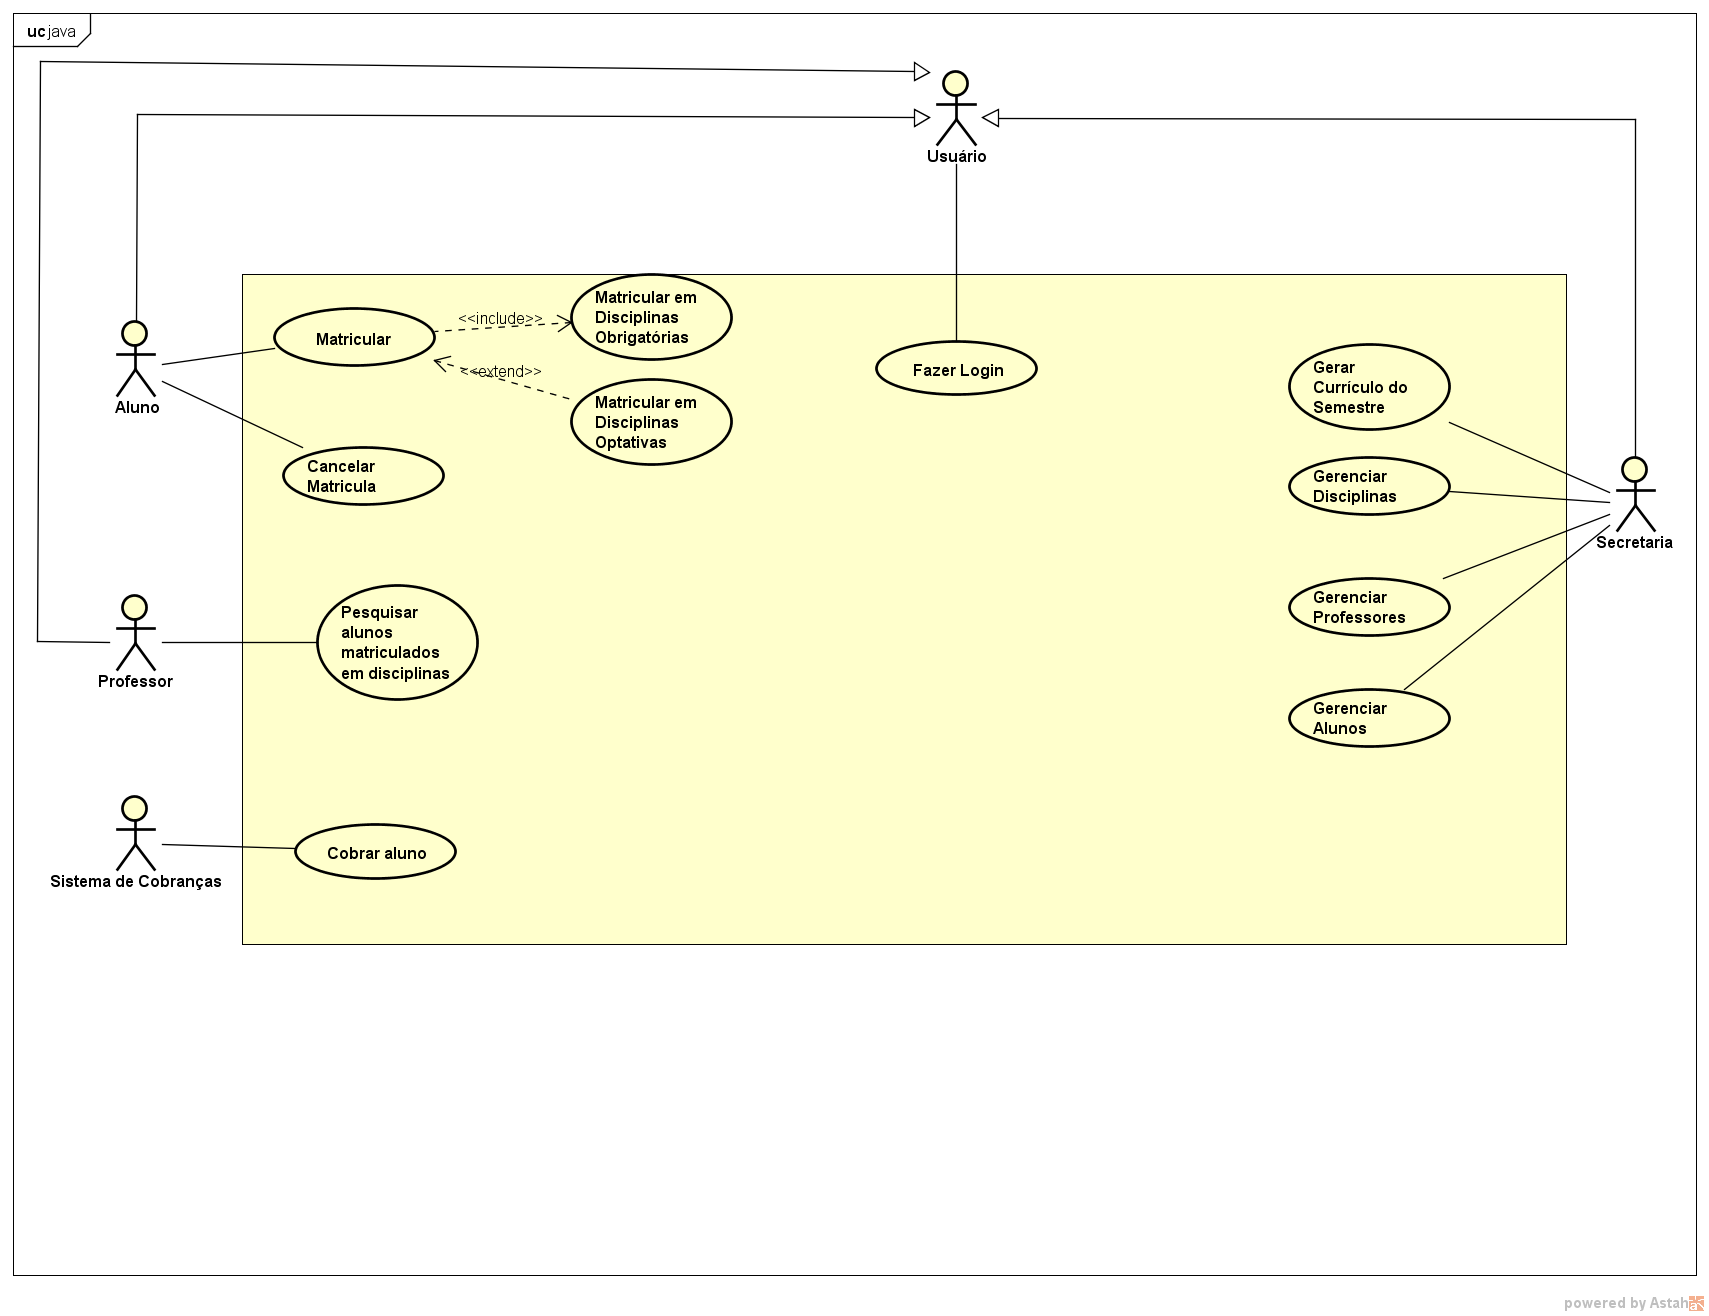 uc java
Usuário
Matricular em
Disciplinas
Obrigatórias
<<include>>
Matricular
<<extend>>
Matricular em
Disciplinas
Optativas
Fazer Login
Gerar
Currículo do
Semestre
Aluno
Cancelar
Matricula
Gerenciar
Disciplinas
Secretaria
Pesquisar
alunos
matriculados
em disciplinas
Gerenciar
Professores
Professor
Gerenciar
Alunos
Cobrar aluno
Sistema de Cobranças
powered by Astah